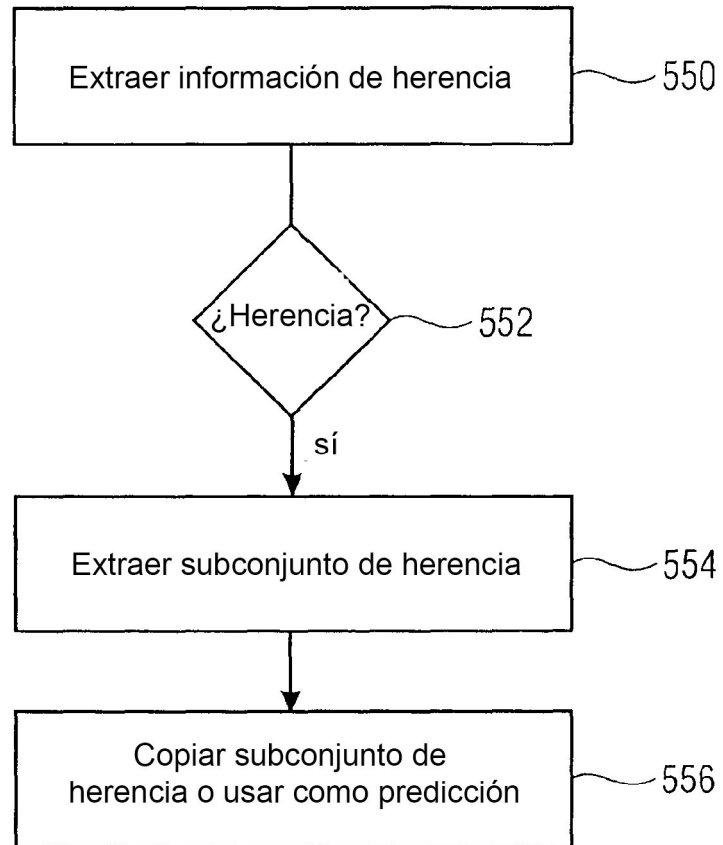 Extraer información de herencia
550
¿Herencia?
552
sí
Extraer subconjunto de herencia
554
Copiar subconjunto de
herencia o usar como predicción
556